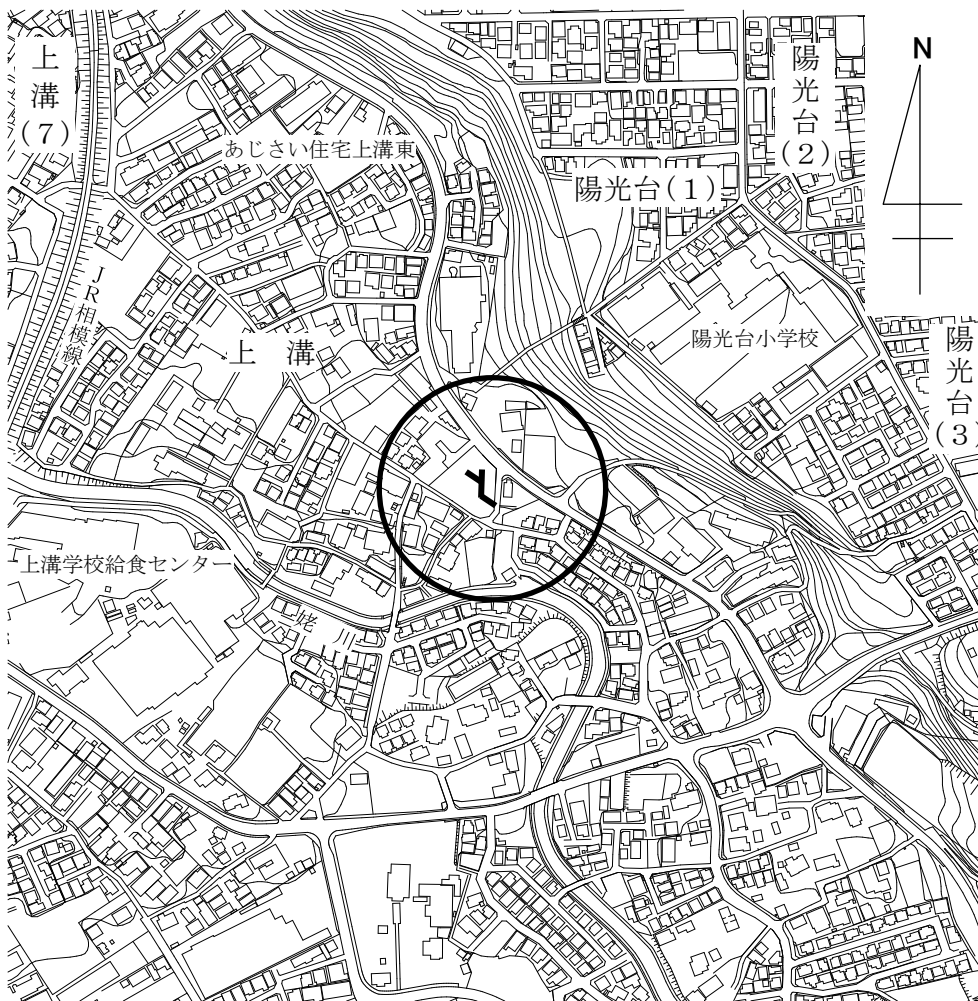 上溝(7)
陽光台(2)
N
あじさい住宅上溝東
陽光台(1)
JR相模線
上 溝
陽光台小学校
陽光台(3)
上溝学校給食センター
姥川